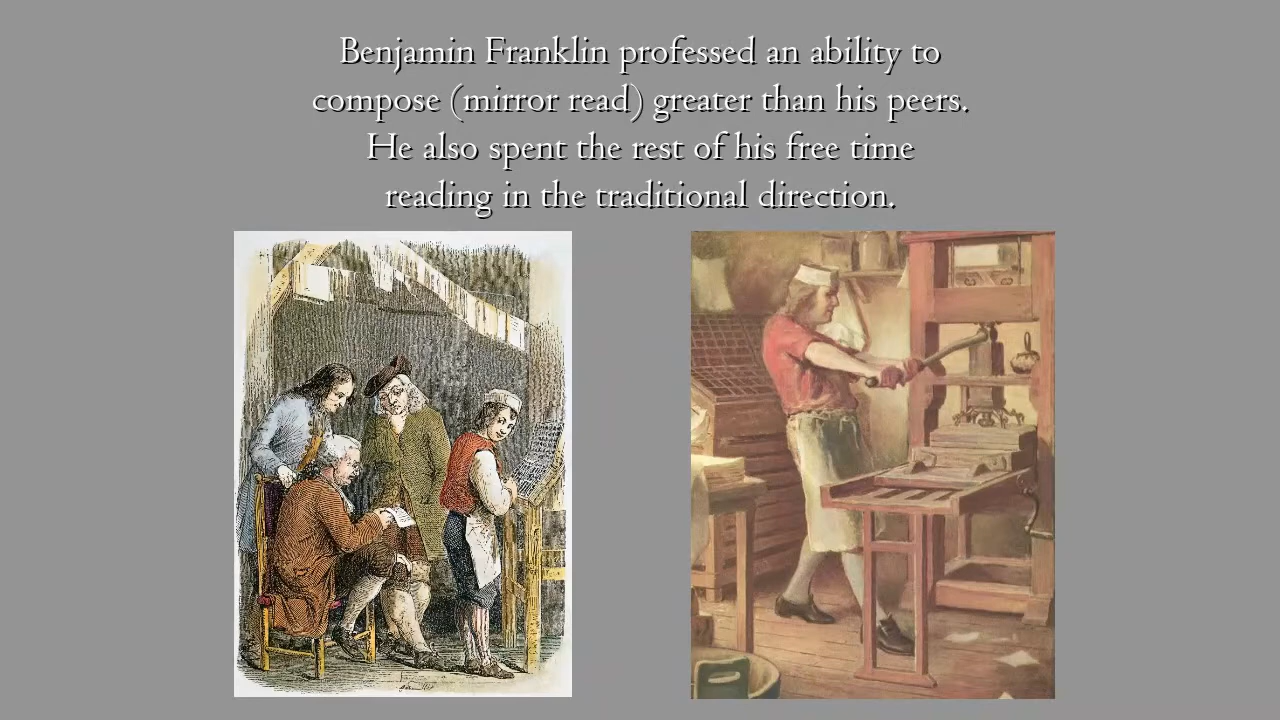 Benjamin Franklin professed an ability to
compose (mirror read) greater than his peers.
He also spent the rest of his free time
reading in the traditional direction.